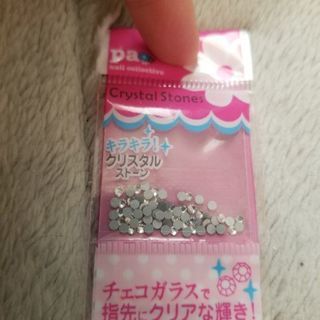 pa
nail collective
Crystal Stones
キラキラ!
クリスタル
ストーン
チェコガラスで
指先にクリアな輝き!